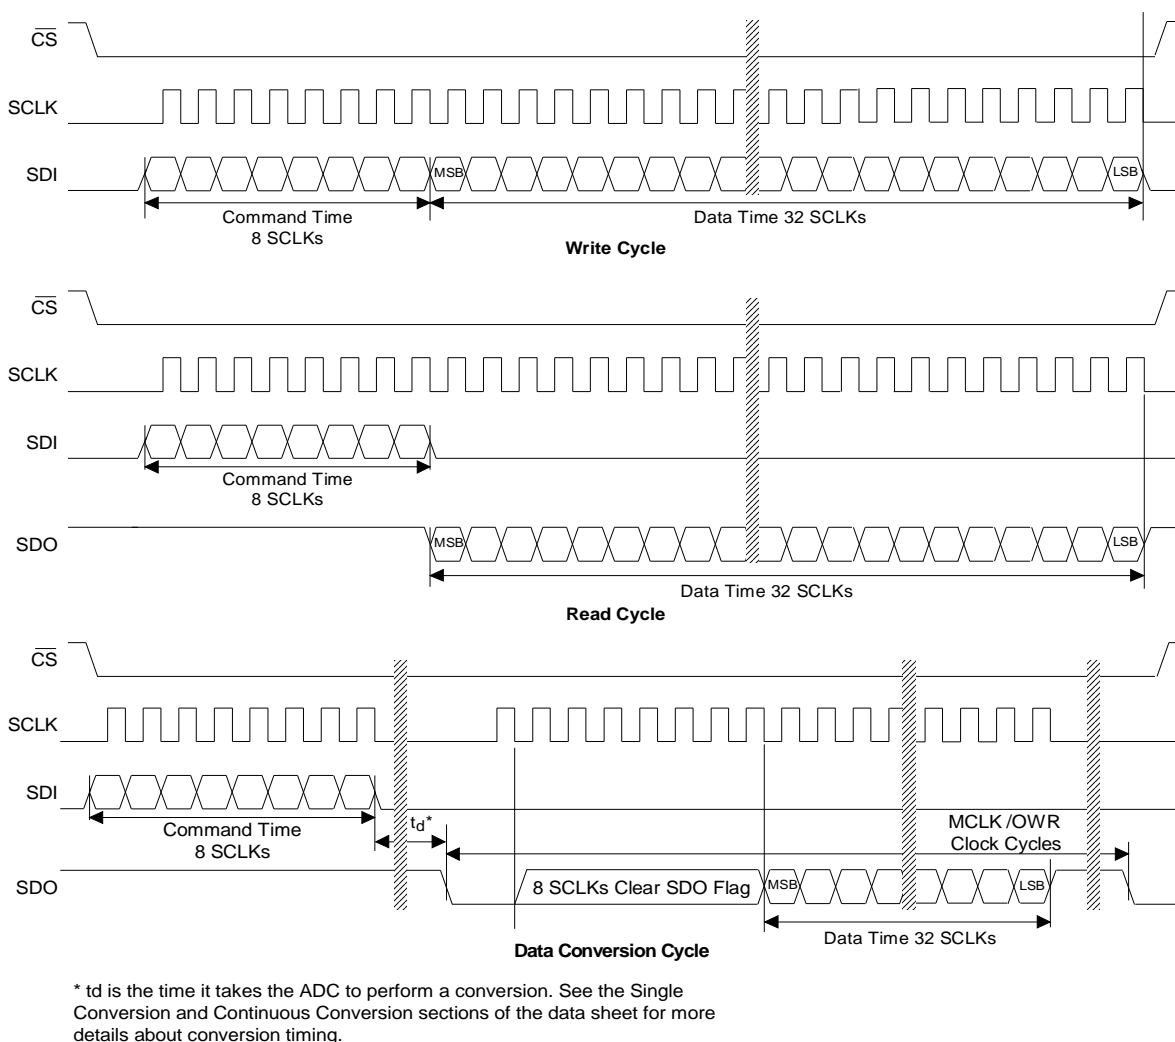 CS
SCLK
SDI
MSB
LSB
Command Time
8 SCLKs
Data Time 32 SCLKs
Write Cycle
CS
SCLK
SDI
Command Time
8 SCLKs
SDO
MSB
LSB
Data Time 32 SCLKs
Read Cycle
CS
SCLK
SDI
Command Time
8 SCLKs
td*
MCLK /OWR
Clock Cycles
SDO
8 SCLKs Clear SDO Flag
MSB
LSB
Data Time 32 SCLKs
Data Conversion Cycle
* td is the time it takes the ADC to perform a conversion. See the Single
Conversion and Continuous Conversion sections of the data sheet for more
details about conversion timing.